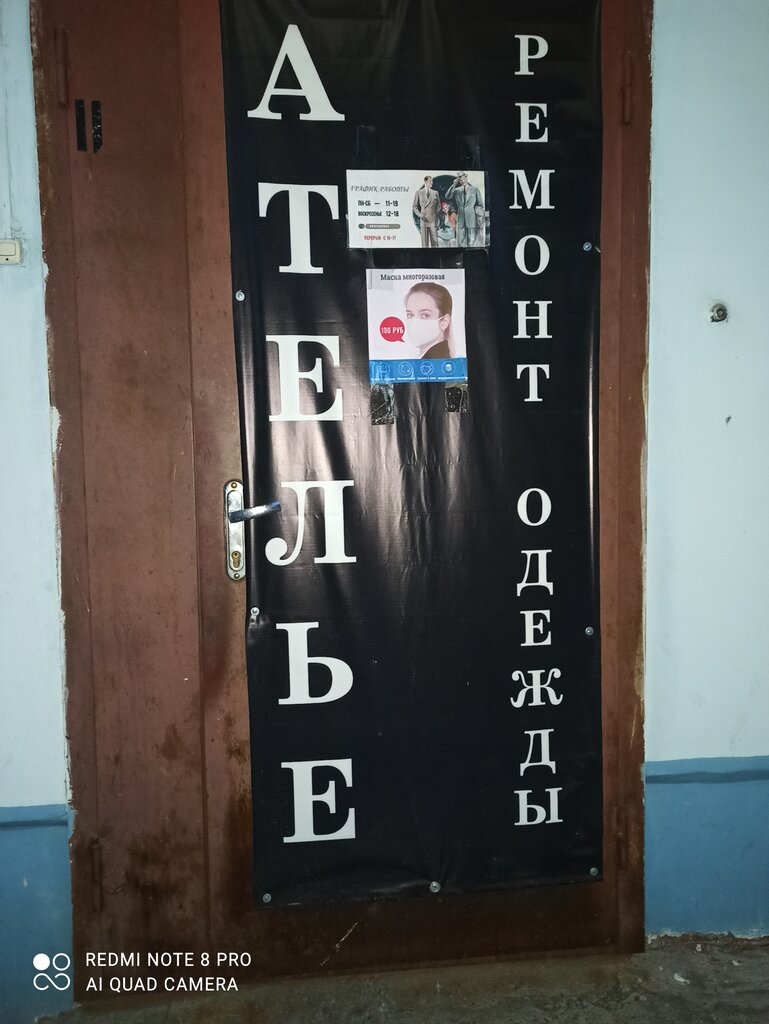 АТЕЛЬЕ
РЕМОНТ ОДЕЖДЫ
ГРАФИК РАБОТЫ
ПН-СБ — 11-19
ВОСКРЕСЕНЬЕ 12-18
ПЕРЕРЫВ С 16-17
Маска многоразовая
100 РУБ
REDMI NOTE 8 PRO
AI QUAD CAMERA